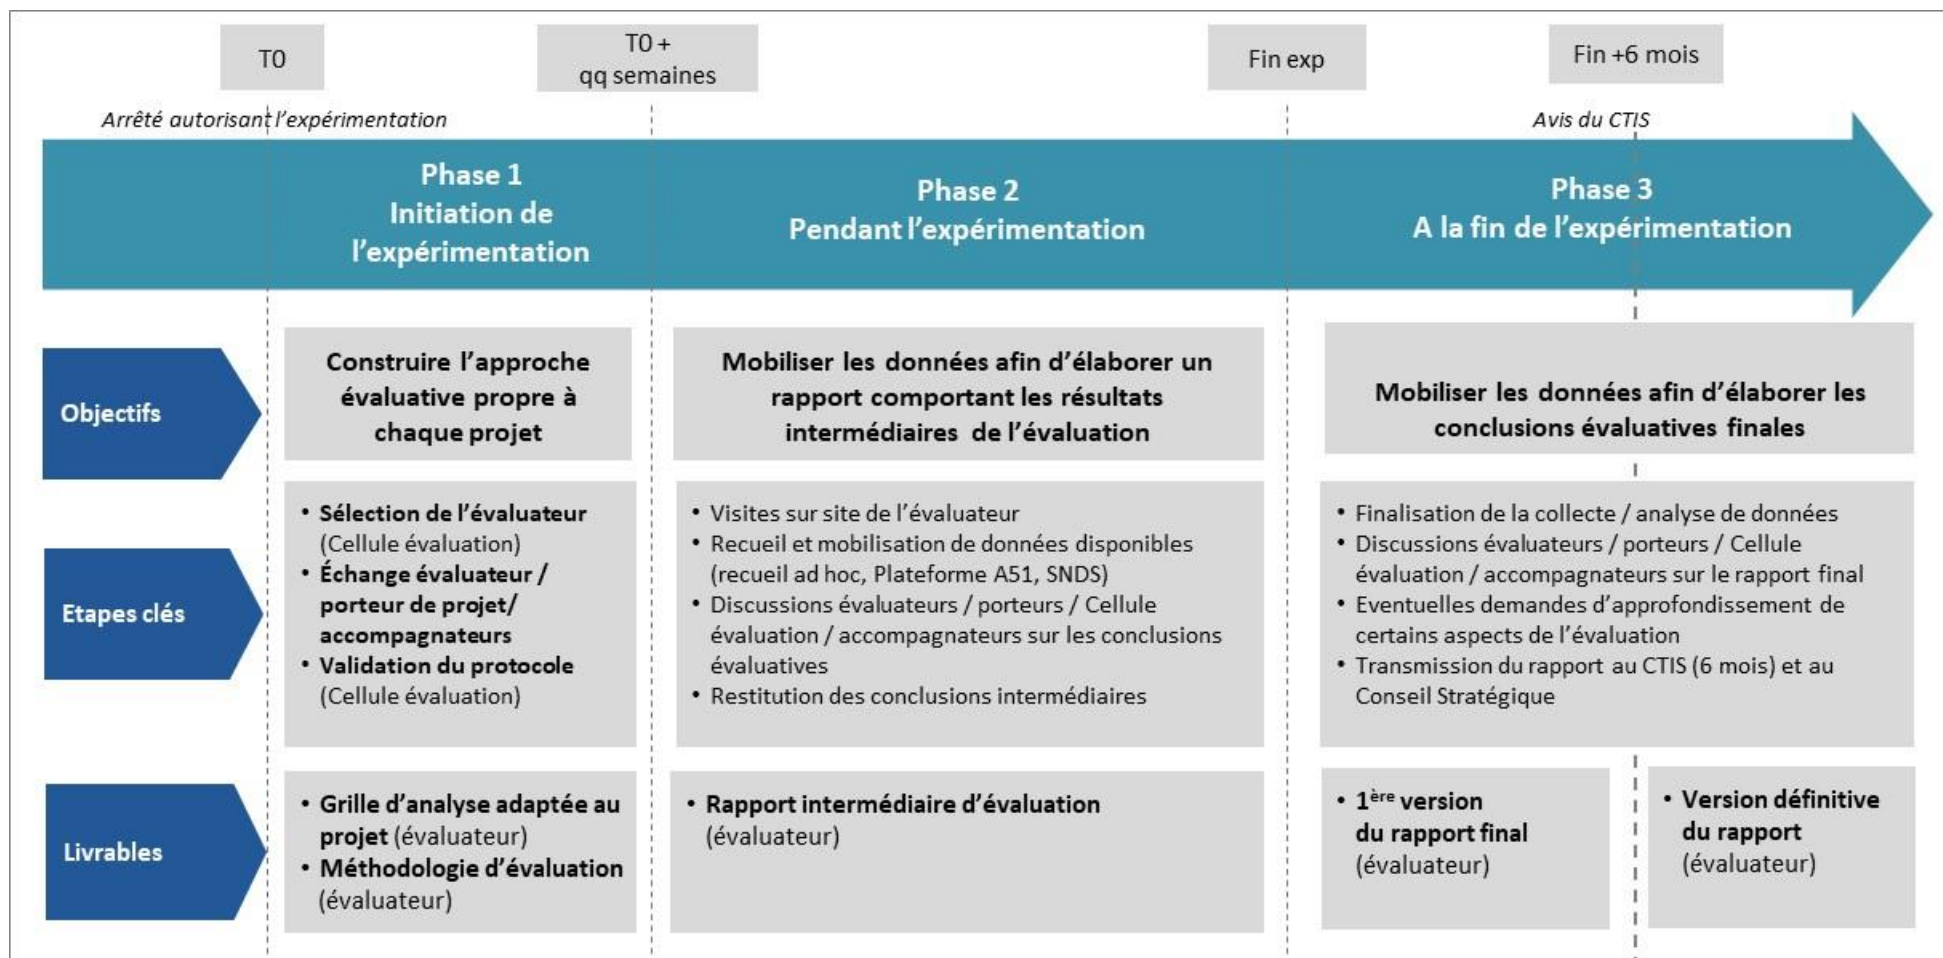 T0
T0 +
qq semaines
Fin exp
Fin +6 mois
Arrêté autorisant l'expérimentation
Avis du CTIS
Phase 1
Initiation de
l'expérimentation
Phase 2
Pendant l'expérimentation
Phase 3
A la fin de l'expérimentation
Objectifs
Construire l'approche
évaluative propre à
chaque projet
Mobiliser les données afin d'élaborer un
rapport comportant les résultats
intermédiaires de l'évaluation
Mobiliser les données afin d'élaborer les
conclusions évaluatives finales
Etapes clés
• Sélection de l'évaluateur
(Cellule évaluation)
• Échange évaluateur /
porteur de projet/
accompagnateurs
• Validation du protocole
(Cellule évaluation)
• Visites sur site de l'évaluateur
• Recueil et mobilisation de données disponibles
(recueil ad hoc, Plateforme A51, SNDS)
• Discussions évaluateurs / porteurs / Cellule
évaluation / accompagnateurs sur les conclusions
évaluatives
• Restitution des conclusions intermédiaires
• Finalisation de la collecte / analyse de données
• Discussions évaluateurs / porteurs / Cellule
évaluation / accompagnateurs sur le rapport final
• Eventuelles demandes d'approfondissement de
certains aspects de l'évaluation
• Transmission du rapport au CTIS (6 mois) et au
Conseil Stratégique
Livrables
• Grille d'analyse adaptée au
projet (évaluateur)
• Méthodologie d'évaluation
(évaluateur)
• Rapport intermédiaire d'évaluation
(évaluateur)
• 1ère version
du rapport final
(évaluateur)
• Version définitive
du rapport
(évaluateur)